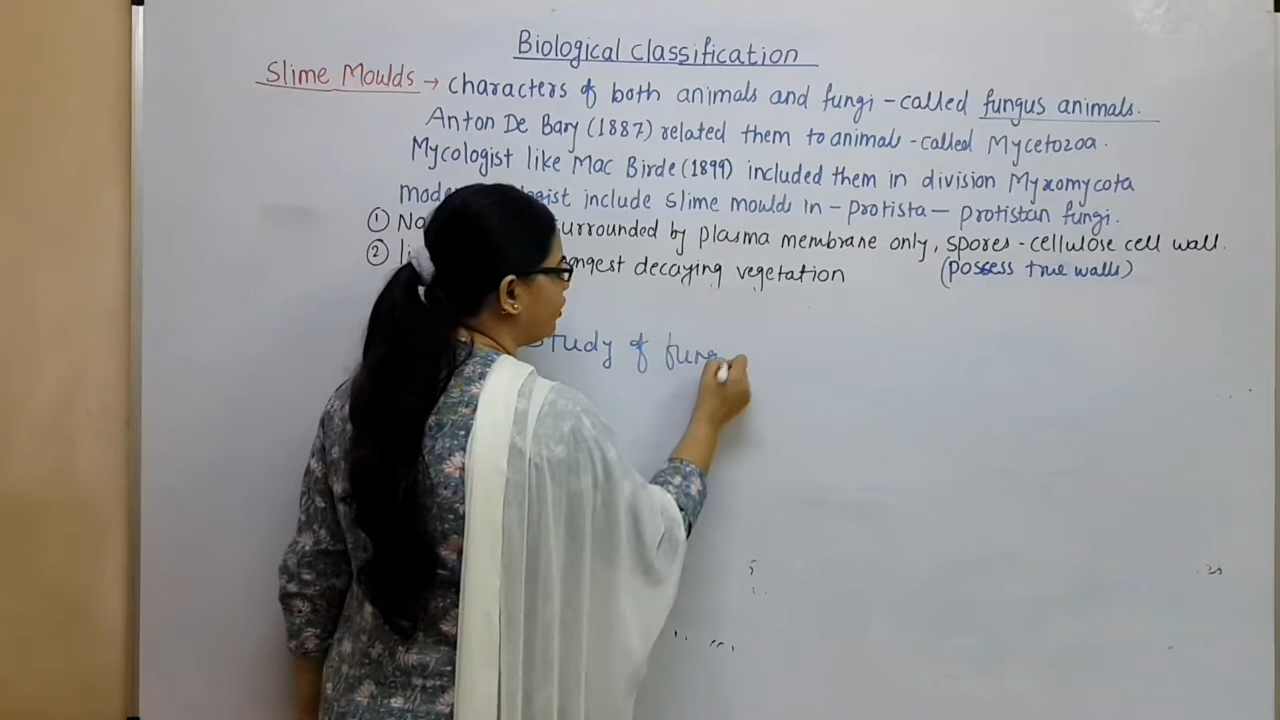 Biological classification
Slime Moulds → characters of both animals and fungi - called fungus animals.
Anton De Bary (1887) related them to animals - called Mycetozoa.
Mycologist like Mac Birde (1899) included them in division Myxomycota
include slime moulds in - protista - protistan fungi.
① surrounded by plasma membrane only, spores - cellulose cell wall.
② decaying vegetation (possess true walls)
study of fung